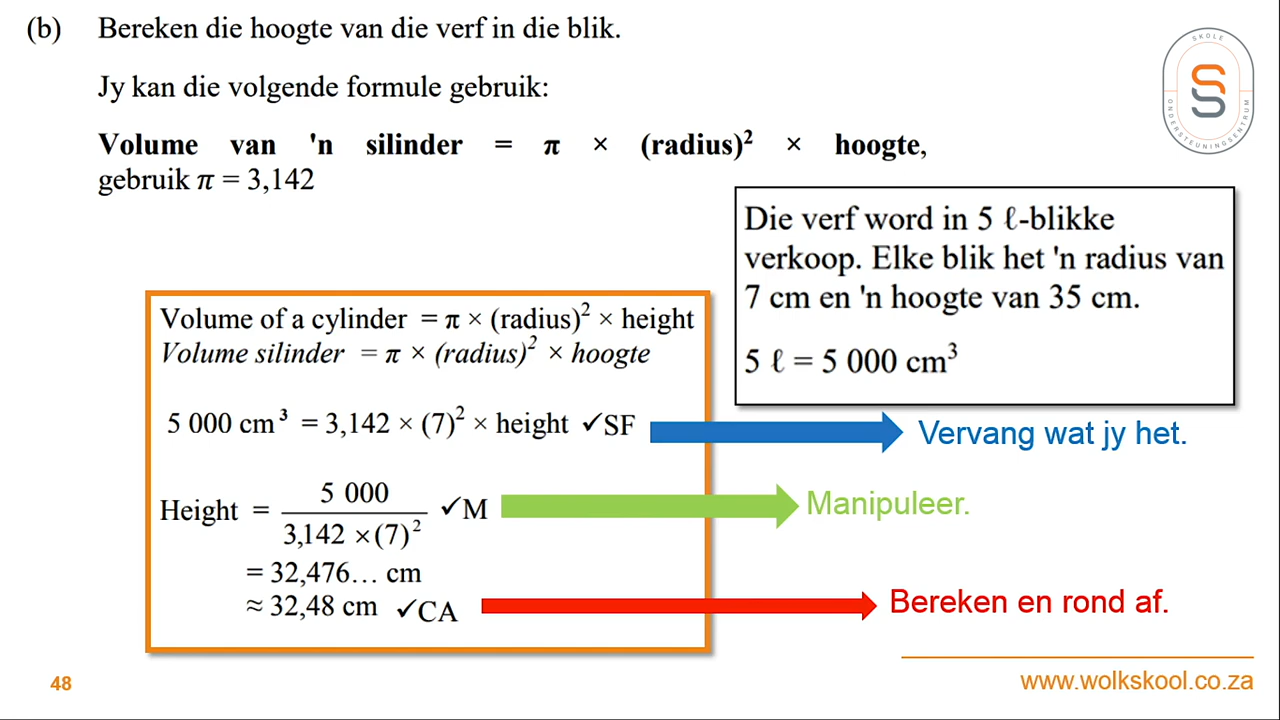 (b) Bereken die hoogte van die verf in die blik.
Jy kan die volgende formule gebruik:
Volume van 'n silinder = π × (radius)² × hoogte,
gebruik π = 3,142
SKOLE
ONDERSTEUNINGSENTRUM
Die verf word in 5 ℓ-blikke
verkoop. Elke blik het 'n radius van
7 cm en 'n hoogte van 35 cm.
5 ℓ = 5 000 cm³
Volume of a cylinder = π × (radius)² × height
Volume silinder = π × (radius)² × hoogte
5 000 cm³ = 3,142 × (7)² × height ✓SF
Vervang wat jy het.
5 000
Height = ✓M
3,142 × (7)²
Manipuleer.
= 32,476… cm
≈ 32,48 cm ✓CA
Bereken en rond af.
48
www.wolkskool.co.za